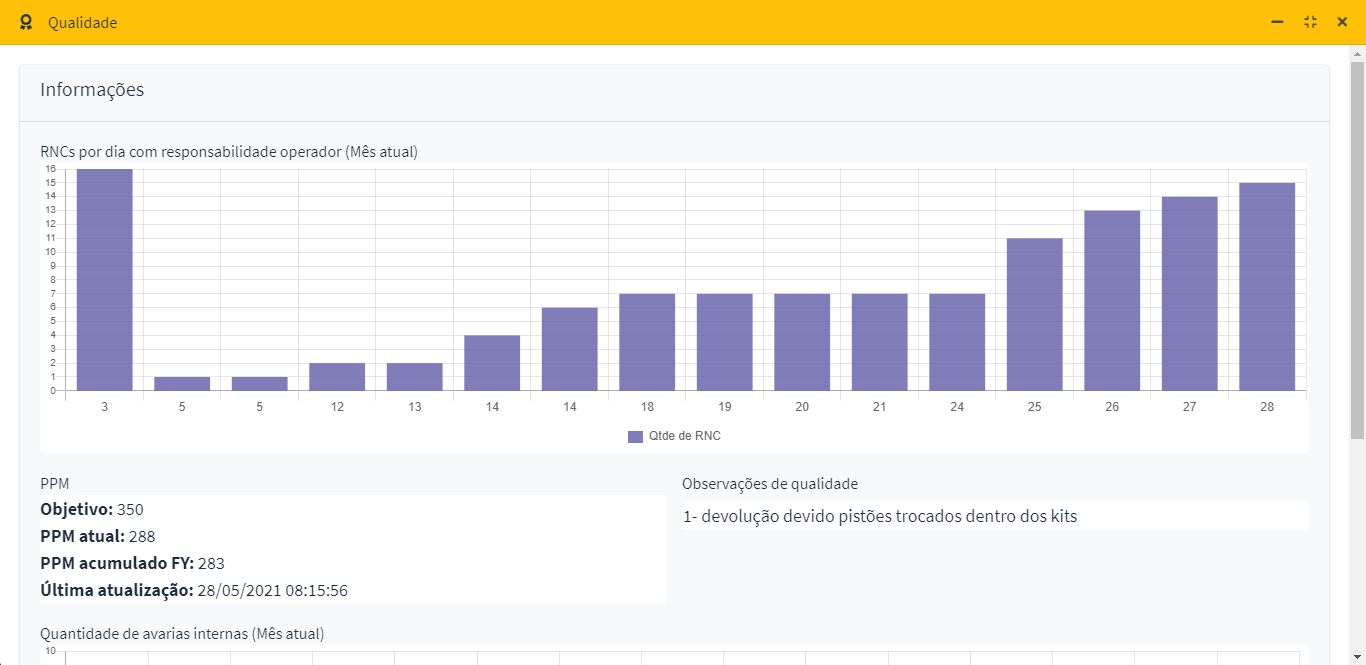 Qualidade
Informações
RNCs por dia com responsabilidade operador (Mês atual)
16
15
14
13
12
11
10
9
8
7
6
5
4
3
2
1
0
3 5 5 12 13 14 14 18 19 20 21 24 25 26 27 28
Qtde de RNC
PPM
Objetivo: 350
PPM atual: 288
PPM acumulado FY: 283
Última atualização: 28/05/2021 08:15:56
Observações de qualidade
1- devolução devido pistões trocados dentro dos kits
Quantidade de avarias internas (Mês atual)
10